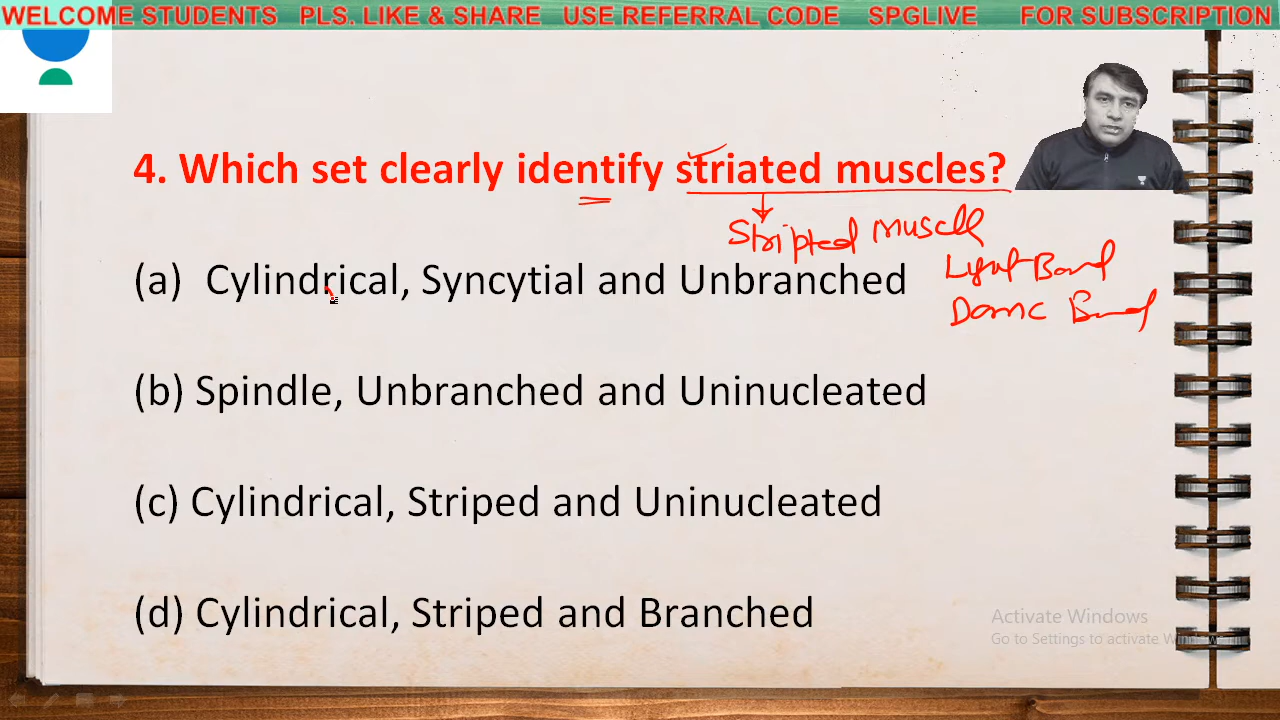 WELCOME STUDENTS PLS. LIKE & SHARE USE REFERRAL CODE SPGLIVE FOR SUBSCRIPTION
4. Which set clearly identify striated muscles?
Stripted Muscle
(a) Cylindrical, Syncytial and Unbranched
Light Band
Dark Band
(b) Spindle, Unbranched and Uninucleated
(c) Cylindrical, Striped and Uninucleated
(d) Cylindrical, Striped and Branched
Activate Windows
Go to Settings to activate Windows.